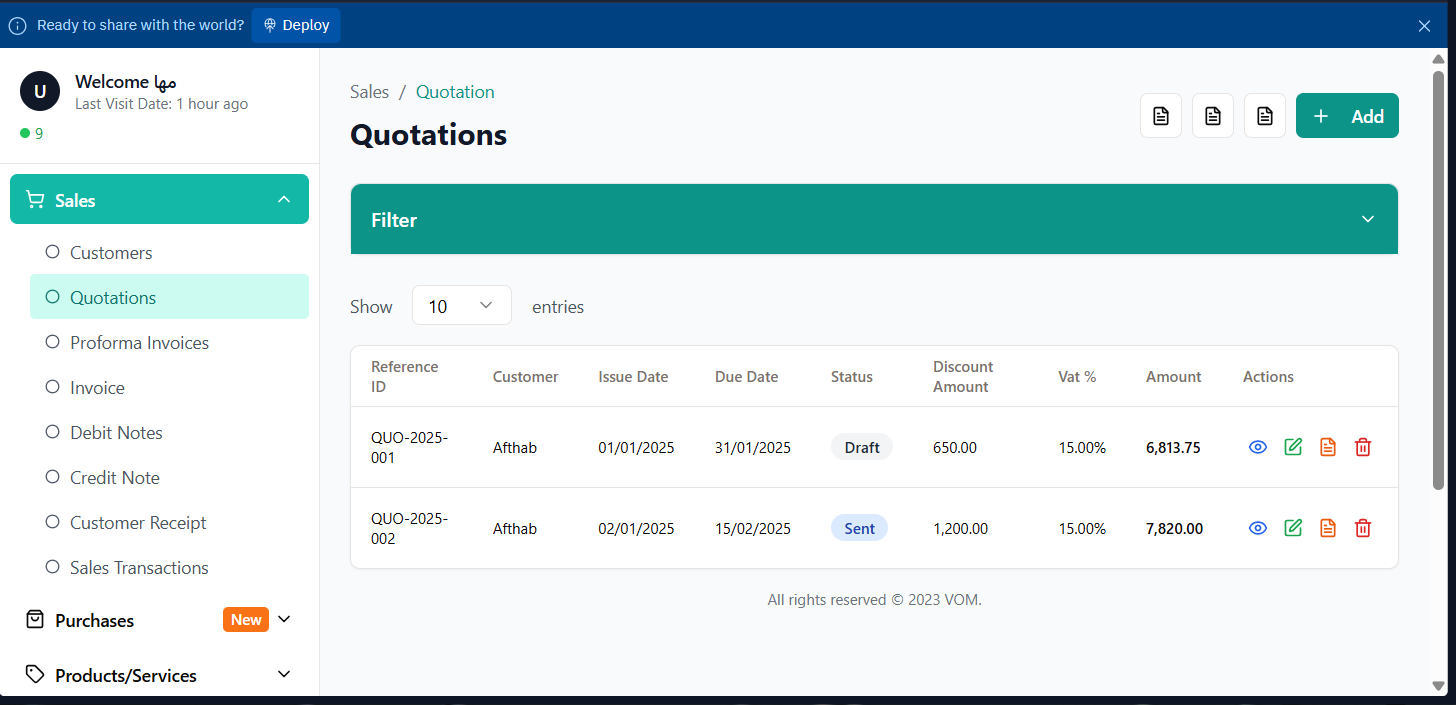 Ready to share with the world? Deploy
U
Welcome مها
Last Visit Date: 1 hour ago
9
Sales
Customers
Quotations
Proforma Invoices
Invoice
Debit Notes
Credit Note
Customer Receipt
Sales Transactions
Purchases New
Products/Services
Sales / Quotation
Quotations
+ Add
Filter
Show 10 entries
Reference ID Customer Issue Date Due Date Status Discount Amount Vat % Amount Actions
QUO-2025-001 Afthab 01/01/2025 31/01/2025 Draft 650.00 15.00% 6,813.75
QUO-2025-002 Afthab 02/01/2025 15/02/2025 Sent 1,200.00 15.00% 7,820.00
All rights reserved © 2023 VOM.